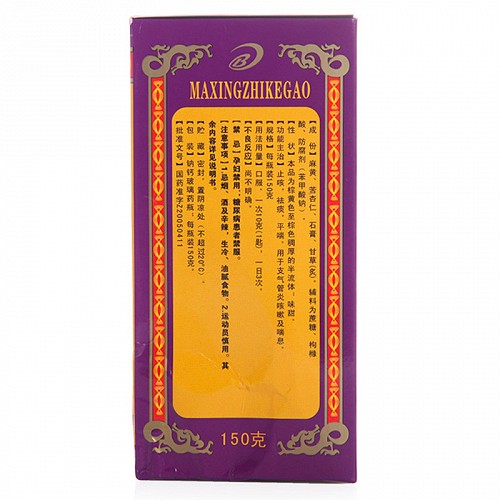 B
MAXINGZHIKEGAO
【成 份】麻黄、苦杏仁、石膏、甘草(炙)。辅料为蔗糖、枸橼
酸、防腐剂(苯甲酸钠)。
【性 状】本品为棕黄色至棕色稠厚的半流体,味甜。
【功能主治】止咳,祛痰,平喘。用于支气管炎咳嗽及喘息。
【规 格】每瓶装150克
【用法用量】口服,一次10克(1匙),一日3次。
【不良反应】尚不明确。
【禁 忌】孕妇禁用,糖尿病患者禁服。
【注意事项】1.忌烟、酒及辛辣、生冷、油腻食物。2.运动员慎用。其
余内容详见说明书。
【贮 藏】密封,置阴凉处(不超过20℃)。
【包 装】钠钙玻璃药瓶,每瓶装150克。
【批准文号】国药准字Z20050411
150克